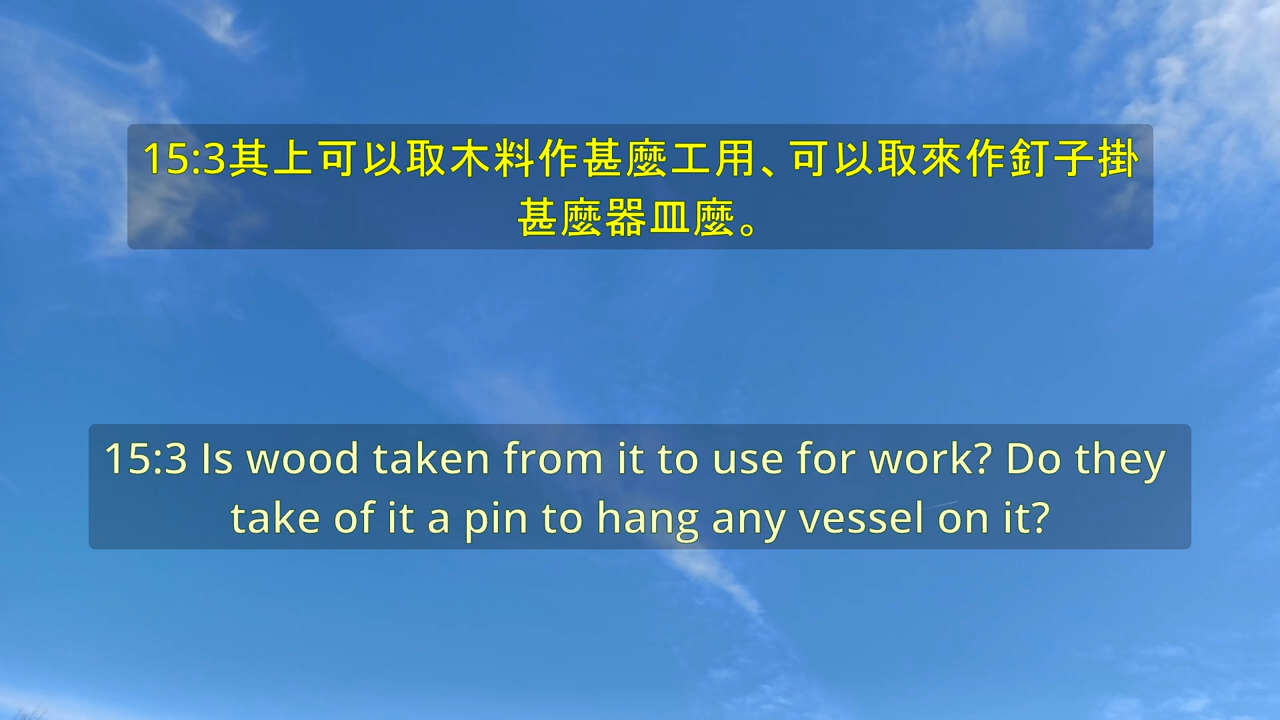 15:3其上可以取木料作甚麼工用、可以取來作釘子掛
甚麼器皿麼。
15:3 Is wood taken from it to use for work? Do they
take of it a pin to hang any vessel on it?